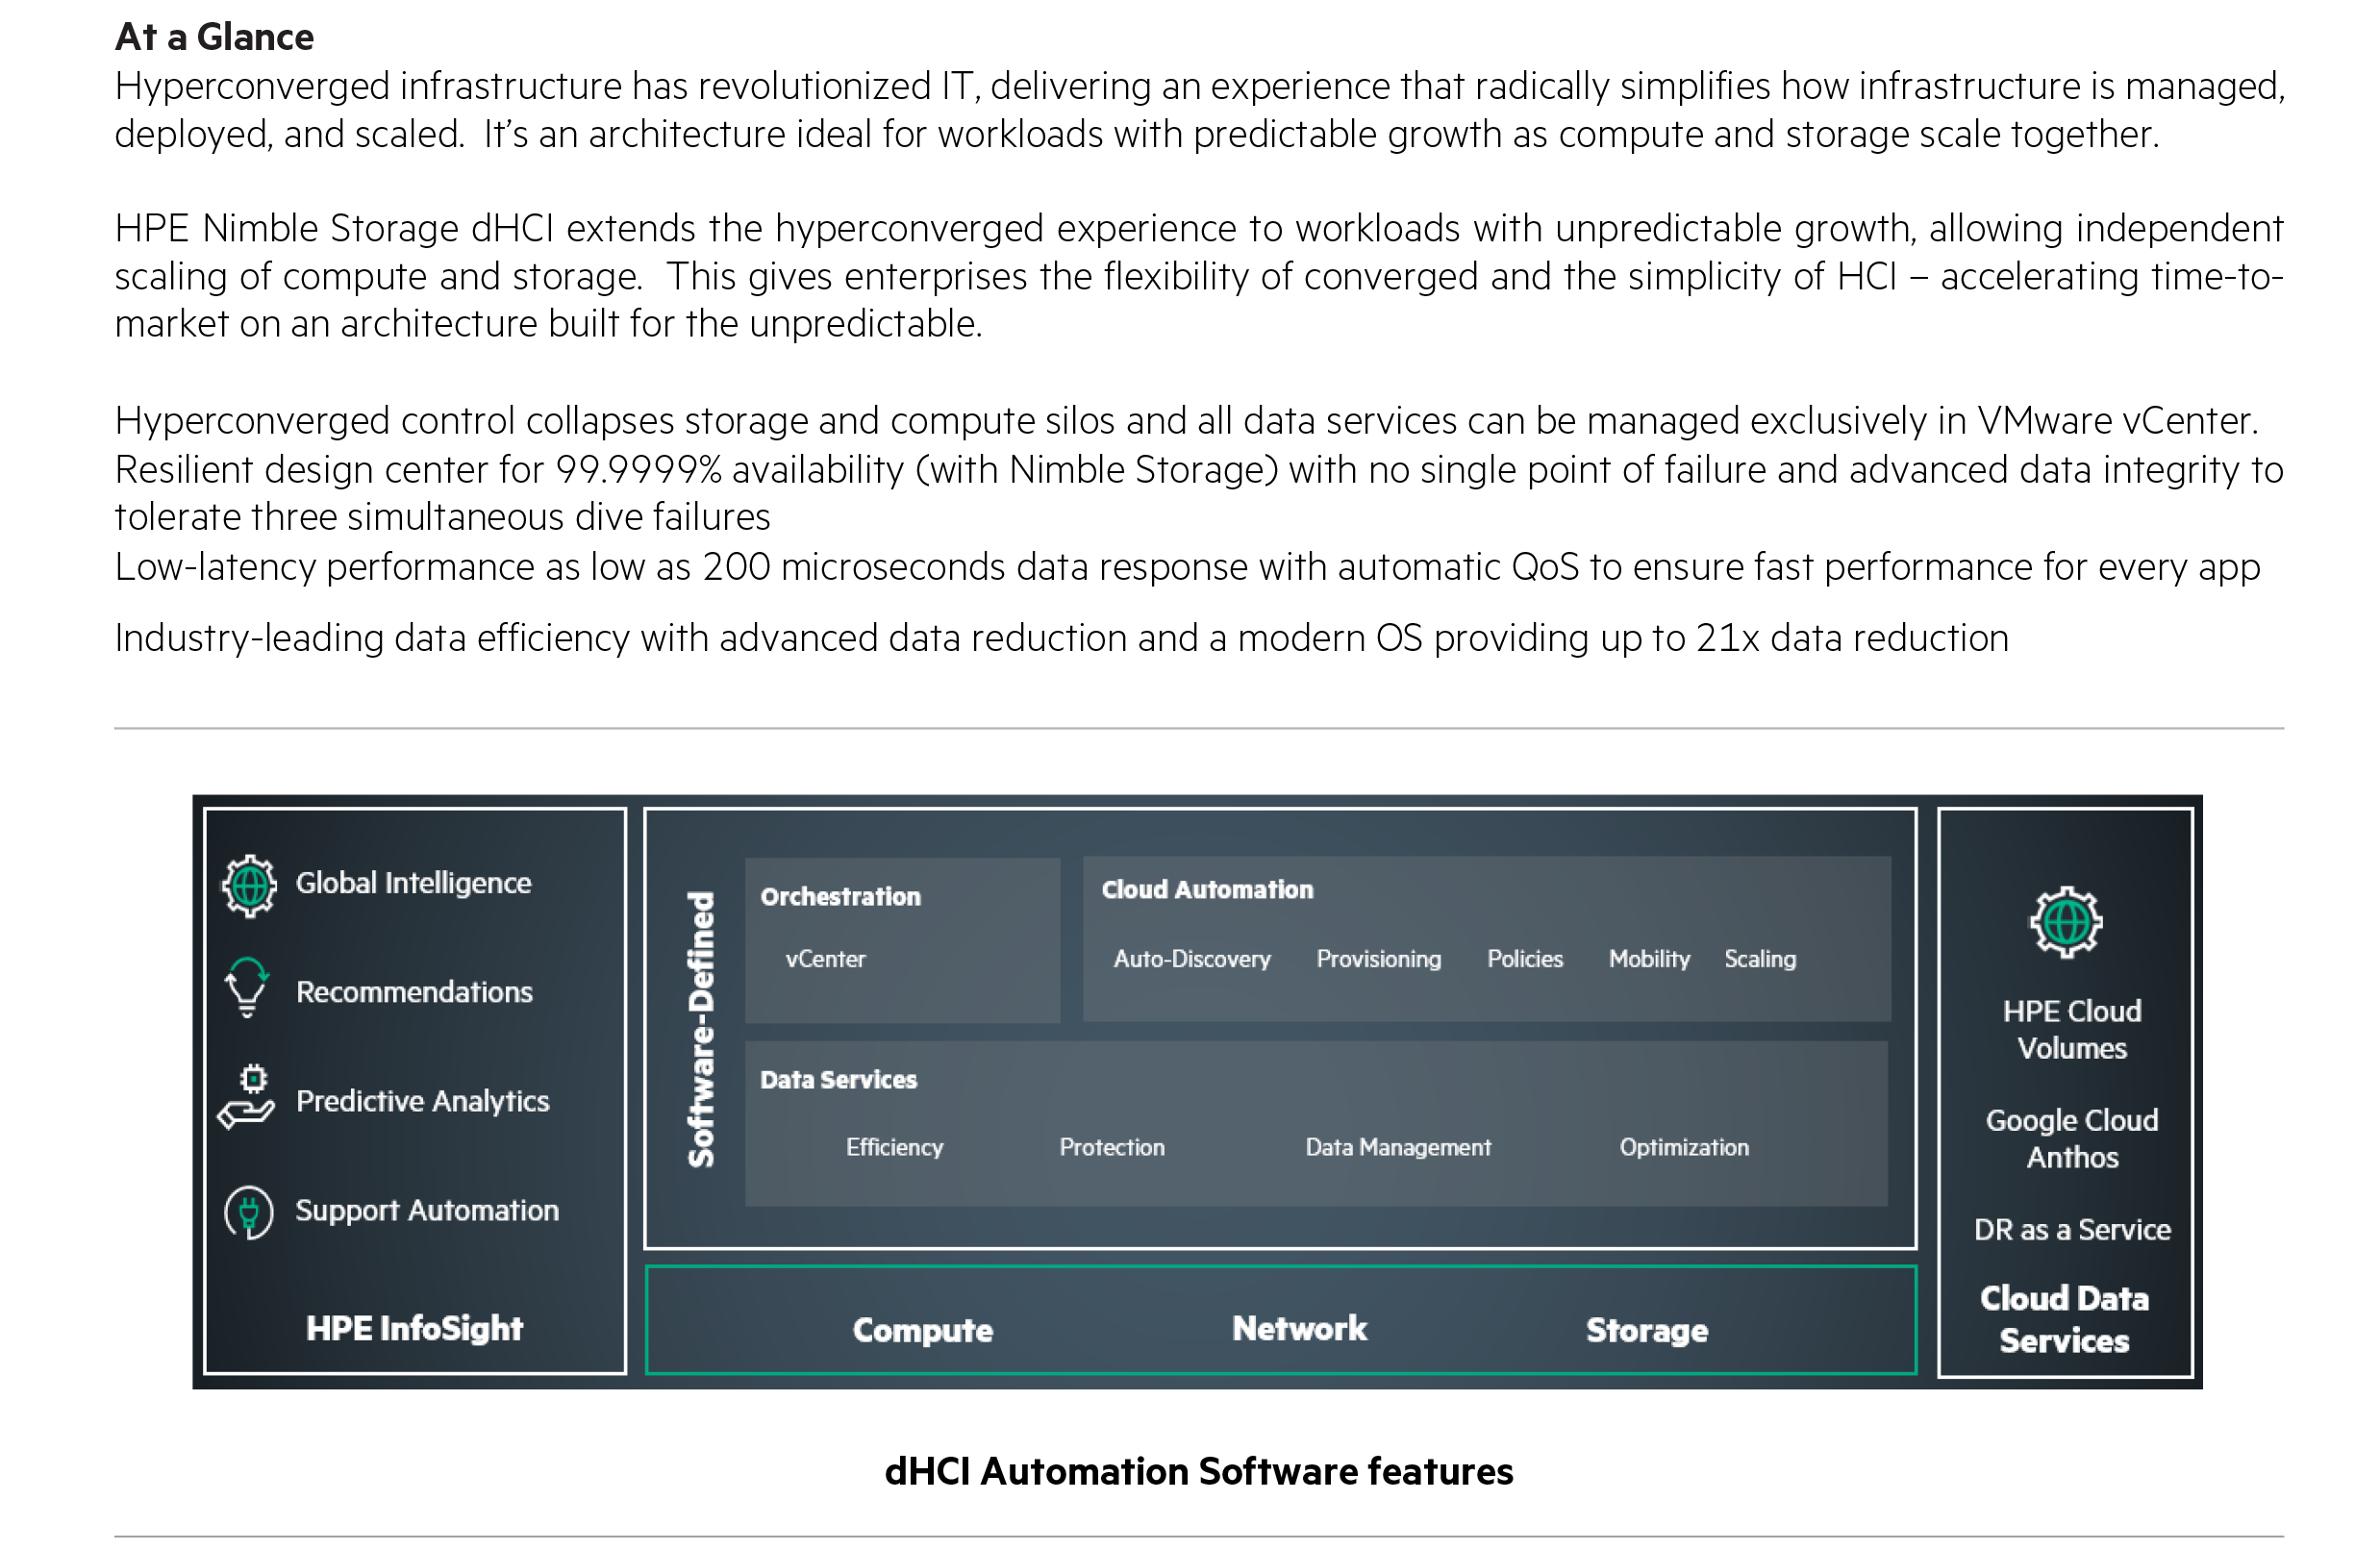 At a Glance
Hyperconverged infrastructure has revolutionized IT, delivering an experience that radically simplifies how infrastructure is managed,
deployed, and scaled.  It’s an architecture ideal for workloads with predictable growth as compute and storage scale together.
HPE Nimble Storage dHCI extends the hyperconverged experience to workloads with unpredictable growth, allowing independent
scaling of compute and storage.  This gives enterprises the flexibility of converged and the simplicity of HCI – accelerating time-to-
market on an architecture built for the unpredictable.
Hyperconverged control collapses storage and compute silos and all data services can be managed exclusively in VMware vCenter.
Resilient design center for 99.9999% availability (with Nimble Storage) with no single point of failure and advanced data integrity to
tolerate three simultaneous dive failures
Low-latency performance as low as 200 microseconds data response with automatic QoS to ensure fast performance for every app
Industry-leading data efficiency with advanced data reduction and a modern OS providing up to 21x data reduction
Global Intelligence
Recommendations
Predictive Analytics
Support Automation
HPE InfoSight
Software-Defined
Orchestration
vCenter
Cloud Automation
Auto-Discovery Provisioning Policies Mobility Scaling
Data Services
Efficiency Protection Data Management Optimization
Compute Network Storage
HPE Cloud
Volumes
Google Cloud
Anthos
DR as a Service
Cloud Data
Services
dHCI Automation Software features